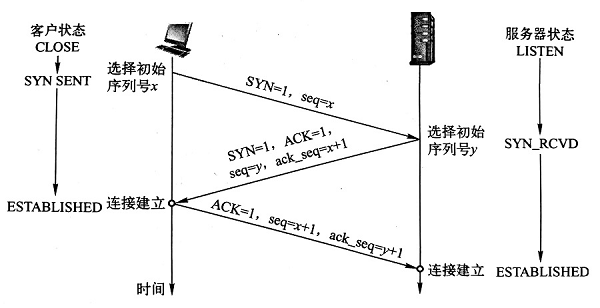 客户状态
CLOSE
服务器状态
LISTEN
选择初始
序列号x
SYN SENT
SYN=1, seq=x
选择初始
序列号y
SYN_RCVD
SYN=1, ACK=1,
seq=y, ack_seq=x+1
ESTABLISHED
连接建立
ACK=1, seq=x+1, ack_seq=y+1
连接建立
ESTABLISHED
时间